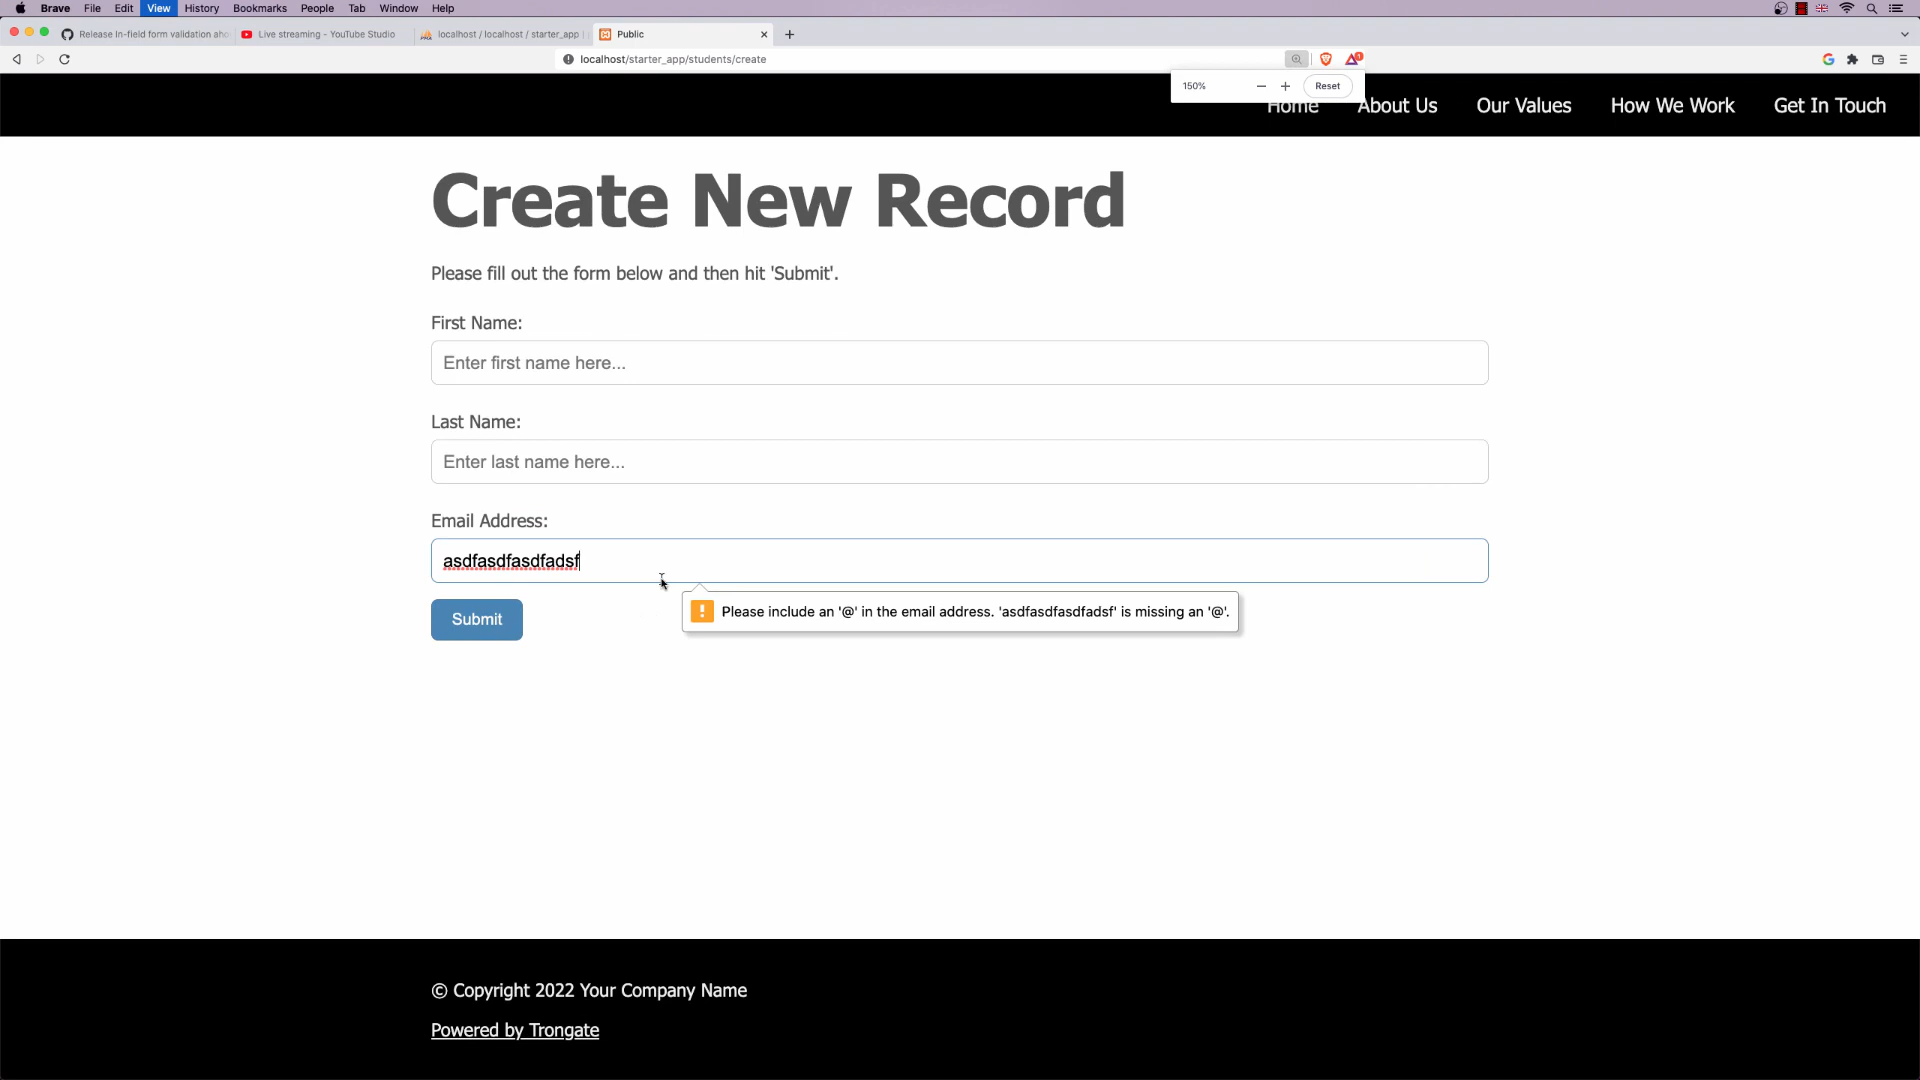 Brave File Edit View History Bookmarks People Tab Window Help
Release In-field form validation aho
Live streaming - YouTube Studio
localhost / localhost / starter_app |
Public
localhost/starter_app/students/create
150%
Reset
Home About Us Our Values How We Work Get In Touch
Create New Record
Please fill out the form below and then hit 'Submit'.
First Name:
Enter first name here...
Last Name:
Enter last name here...
Email Address:
asdfasdfasdfadsf
Please include an '@' in the email address. 'asdfasdfasdfadsf' is missing an '@'.
Submit
© Copyright 2022 Your Company Name
Powered by Trongate